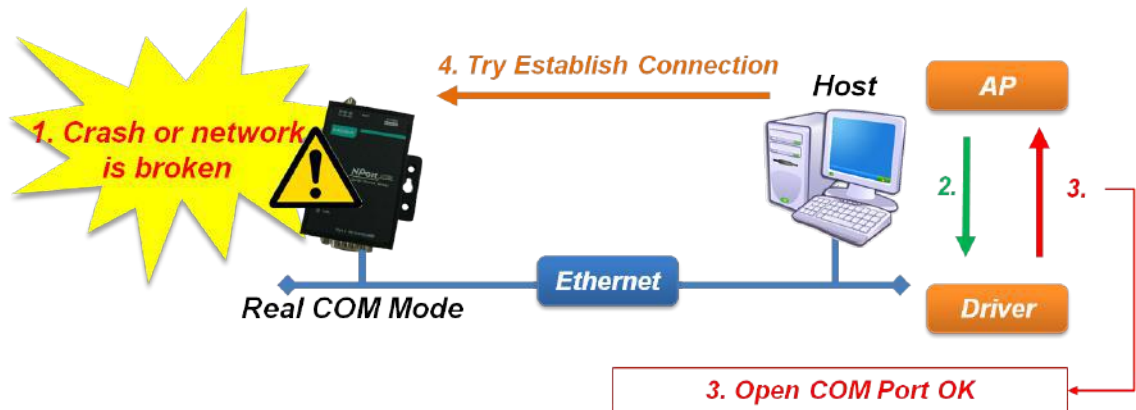 4. Try Establish Connection
Host
AP
1. Crash or network
is broken
NPort
2.
3.
Ethernet
Real COM Mode
Driver
3. Open COM Port OK